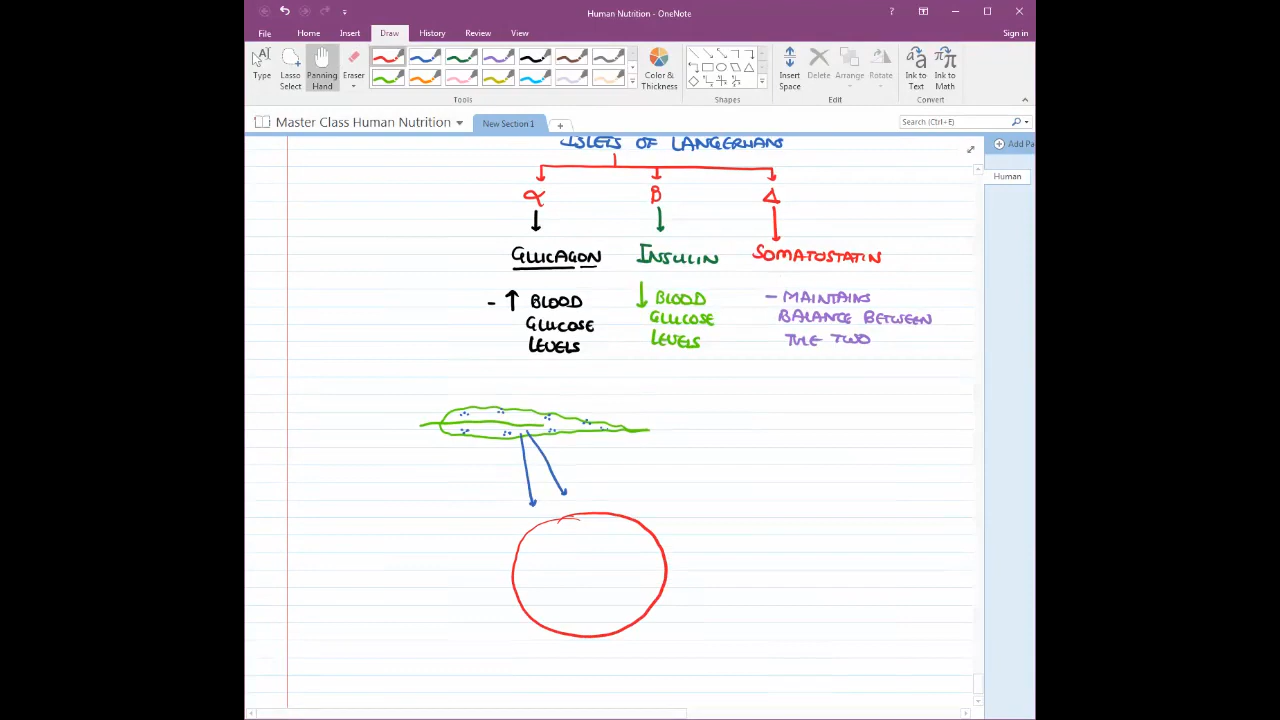 Human Nutrition - OneNote
Sign in
File Home Insert Draw History Review View
Type
Lasso Select
Panning Hand
Eraser
Color & Thickness
Insert Space
Delete
Arrange
Rotate
Ink to Text
Ink to Math
Tools
Shapes
Edit
Convert
Master Class Human Nutrition
New Section 1
Search (Ctrl+E)
Add Pa
Human
ISLETS OF LANGERHANS
α β Δ
GLUCAGON INSULIN SOMATOSTATIN
- ↑ BLOOD ↓ BLOOD - MAINTAINS
GLUCOSE GLUCOSE BALANCE BETWEEN
LEVELS LEVELS THE TWO